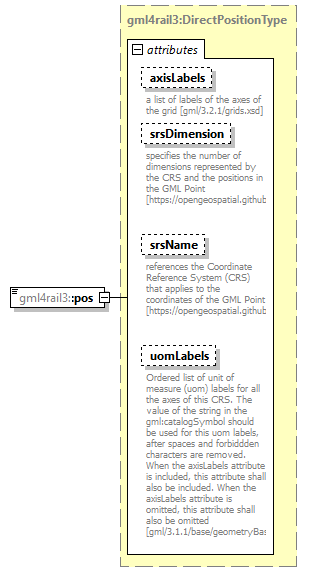 gml4rail3:DirectPositionType
attributes
axisLabels
a list of labels of the axes of
the grid [gml/3.2.1/grids.xsd]
srsDimension
specifies the number of
dimensions represented by
the CRS and the positions in
the GML Point
[https://opengeospatial.github
srsName
references the Coordinate
Reference System (CRS)
that applies to the
coordinates of the GML Point
[https://opengeospatial.github
gml4rail3::pos
uomLabels
Ordered list of unit of
measure (uom) labels for all
the axes of this CRS. The
value of the string in the
gml:catalogSymbol should
be used for this uom labels,
after spaces and forbiddden
characters are removed.
When the axisLabels attribute
is included, this attribute shall
also be included. When the
axisLabels attribute is
omitted, this attribute shall
also be omitted
[gml/3.1.1/base/geometryBas